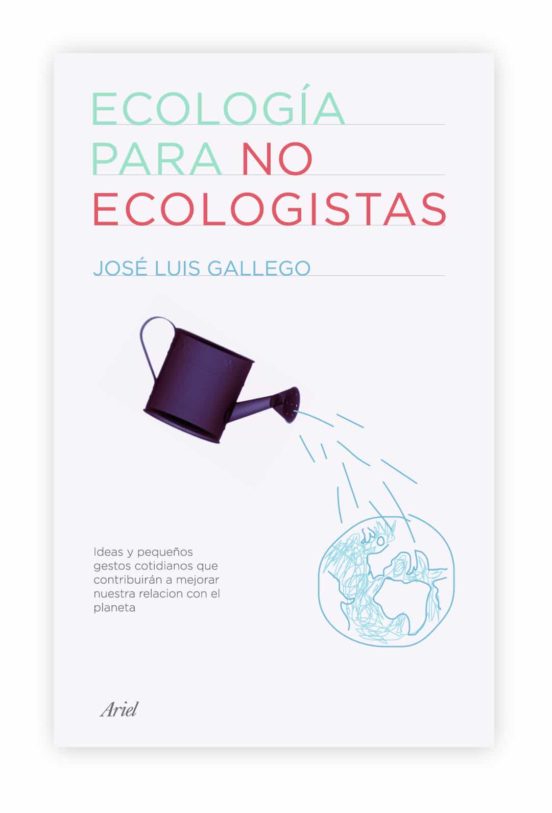 ECOLOGÍA
PARA NO
ECOLOGISTAS
JOSÉ LUIS GALLEGO
Ideas y pequeños
gestos cotidianos que
contribuirán a mejorar
nuestra relacion con el
planeta
Ariel